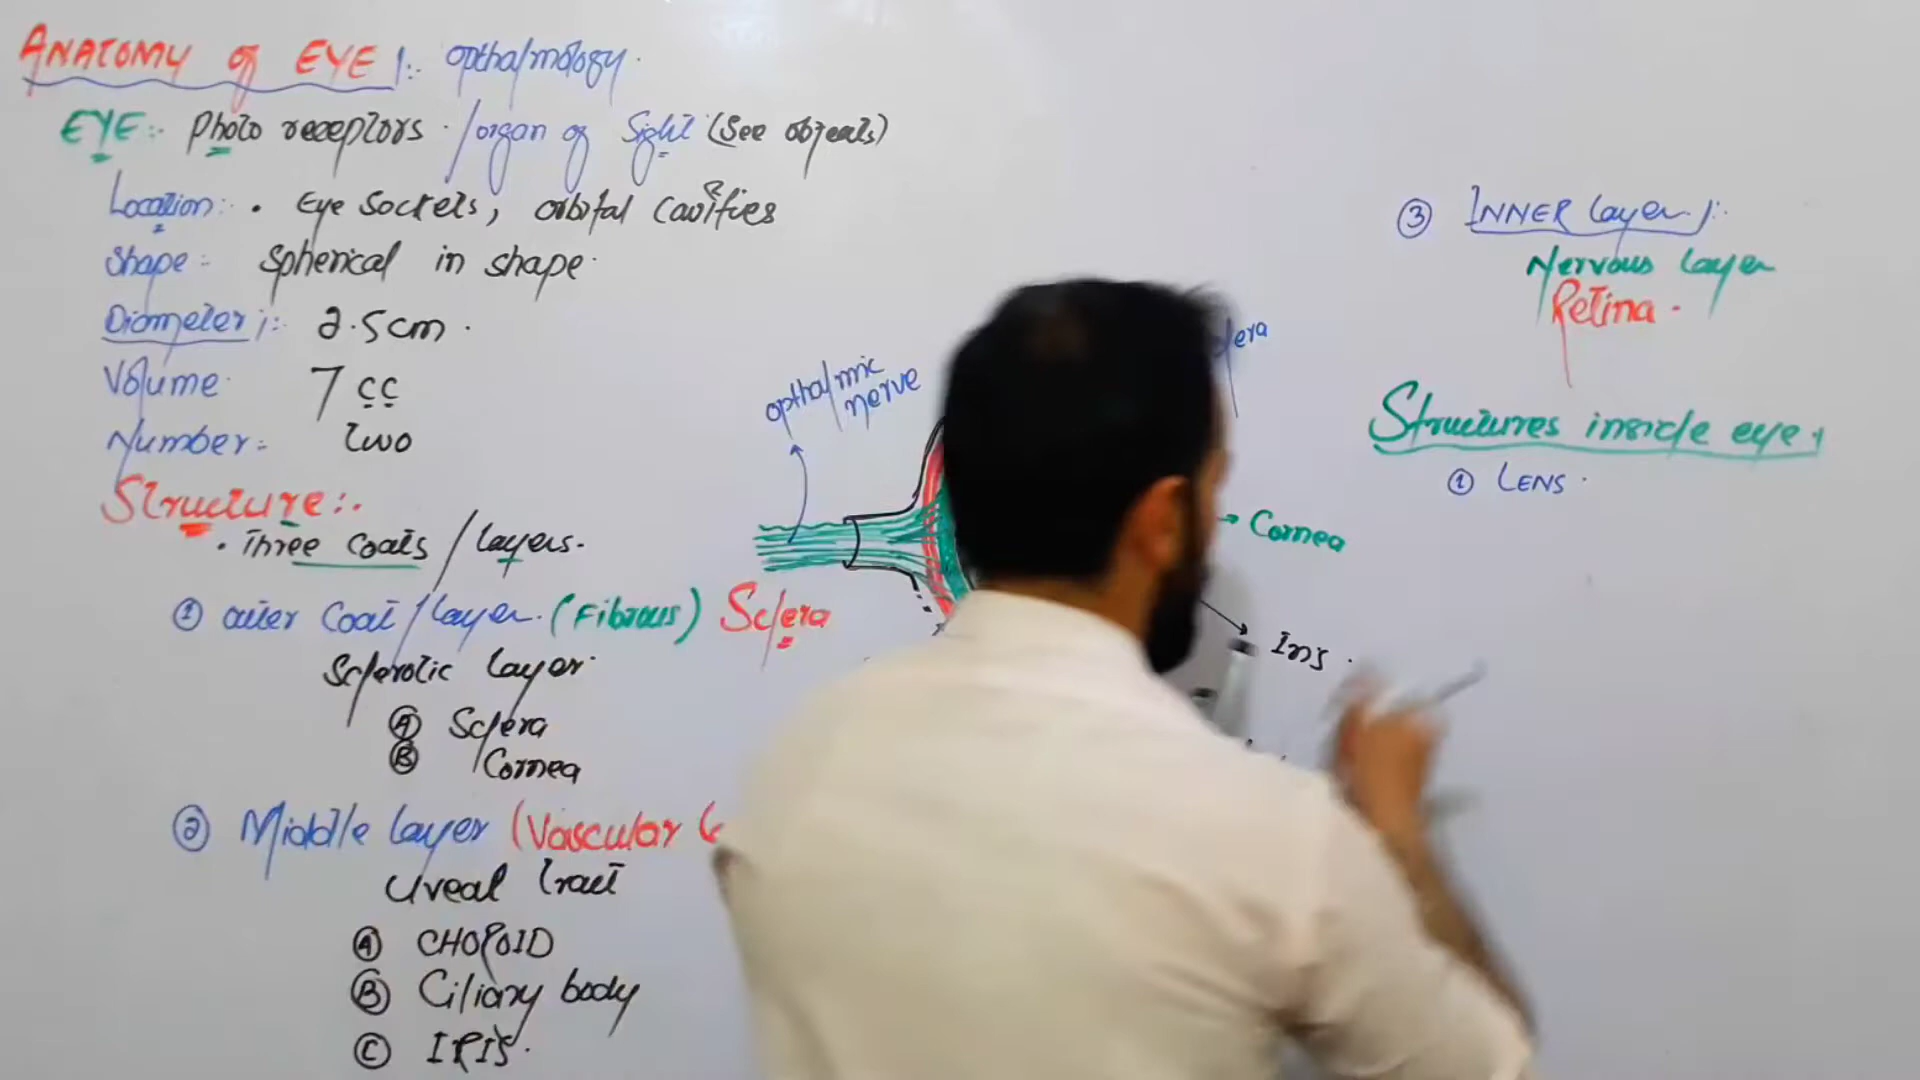 ANATOMY of EYE :- opthalmology.
EYE:- Photo receptors. / organ of Sight (See objeals)
Location:- . Eye Sockets, orbital Cavities
Shape:- Spherical in shape.
Diameter:- 2.5cm.
Volume. 7 cc
Number:- Two
Structure:-.
. Three Coats / layers.
① outer Coat / layer. (Fibrous) Sclera
Sclerotic layer.
Ⓐ Sclera
Ⓑ Cornea
② Middle layer (Vascular
Uveal tract
Ⓐ CHOROID
Ⓑ Ciliary body
Ⓒ IRIS.
opthalmic
nerve
lera
Cornea
Iris.
③ INNER layer:-
Nervous layer
Retina.
Structures inside eye:
① LENS.